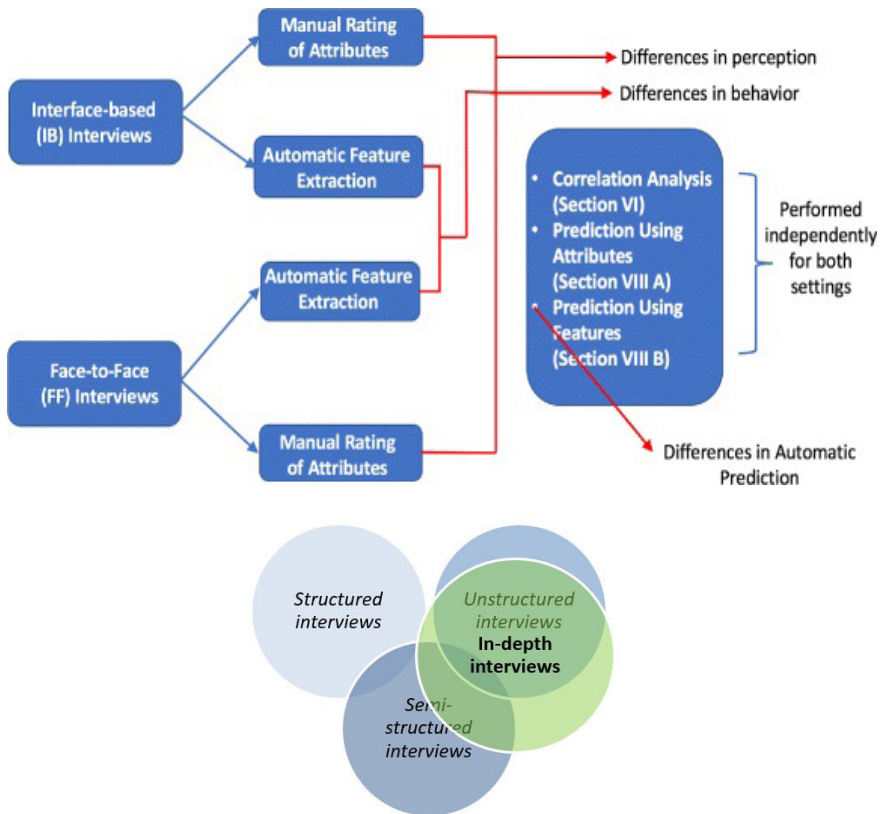 Manual Rating
of Attributes
Differences in perception
Differences in behavior
Interface-based
(IB) Interviews
Automatic Feature
Extraction
• Correlation Analysis
(Section VI)
• Prediction Using
Attributes
(Section VIII A)
• Prediction Using
Features
(Section VIII B)
Performed
independently
for both
settings
Automatic Feature
Extraction
Face-to-Face
(FF) Interviews
Manual Rating
of Attributes
Differences in Automatic
Prediction
Structured
interviews
Unstructured
interviews
In-depth
interviews
Semi-
structured
interviews